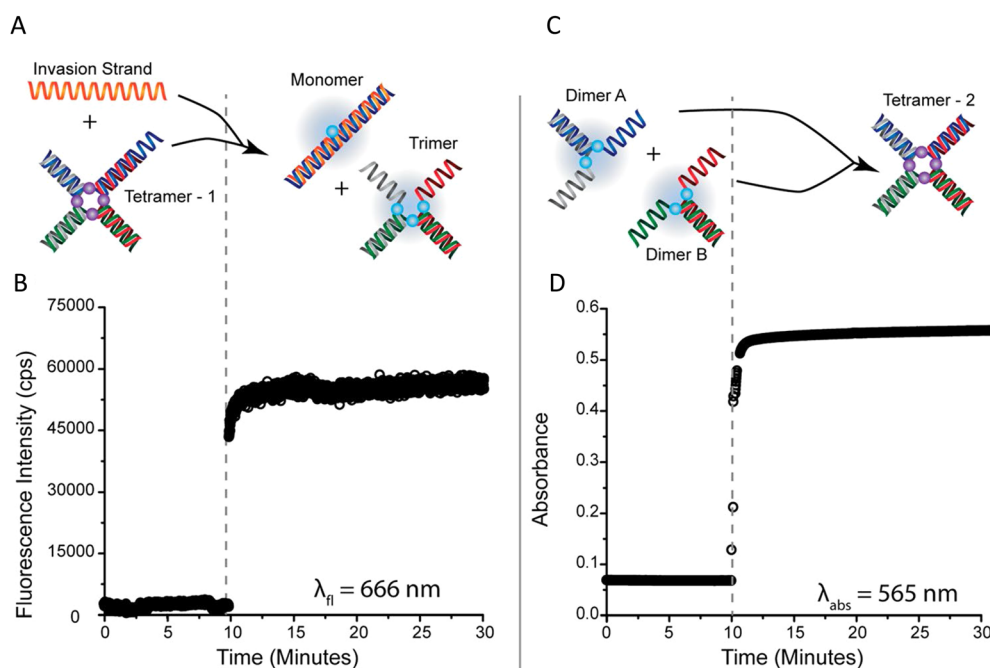 A
Invasion Strand
+
Tetramer - 1
Monomer
+
Trimer
B
Fluorescence Intensity (cps)
75000
60000
45000
30000
15000
0
λfl = 666 nm
0 5 10 15 20 25 30
Time (Minutes)
C
Dimer A
+
Dimer B
Tetramer - 2
D
Absorbance
0.6
0.5
0.4
0.3
0.2
0.1
0.0
λabs = 565 nm
0 5 10 15 20 25 30
Time (Minutes)